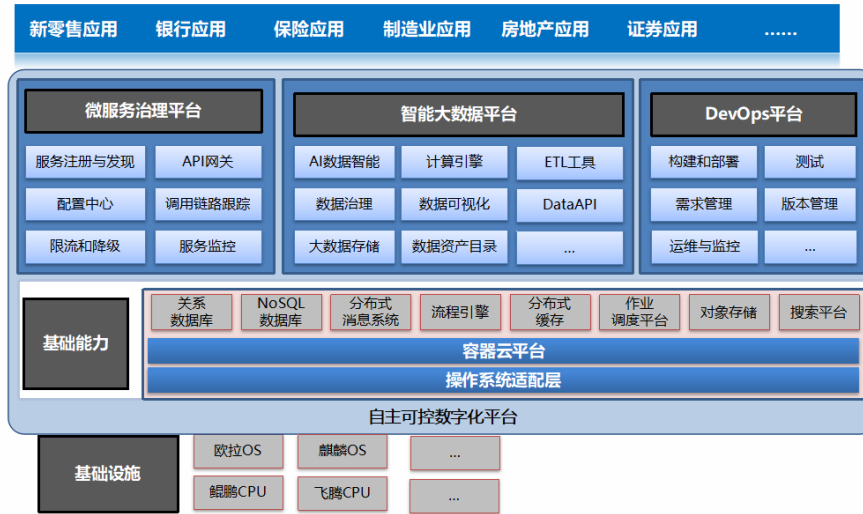 新零售应用 银行应用 保险应用 制造业应用 房地产应用 证券应用 ......
微服务治理平台 智能大数据平台 DevOps平台
服务注册与发现 API网关 AI数据智能 计算引擎 ETL工具 构建和部署 测试
配置中心 调用链路跟踪 数据治理 数据可视化 DataAPI 需求管理 版本管理
限流和降级 服务监控 大数据存储 数据资产目录 ... 运维与监控 ...
基础能力
关系 NoSQL 分布式 流程引擎 分布式 作业 对象存储 搜索平台
数据库 数据库 消息系统 缓存 调度平台
容器云平台
操作系统适配层
自主可控数字化平台
基础设施
欧拉OS 麒麟OS ...
鲲鹏CPU 飞腾CPU ...